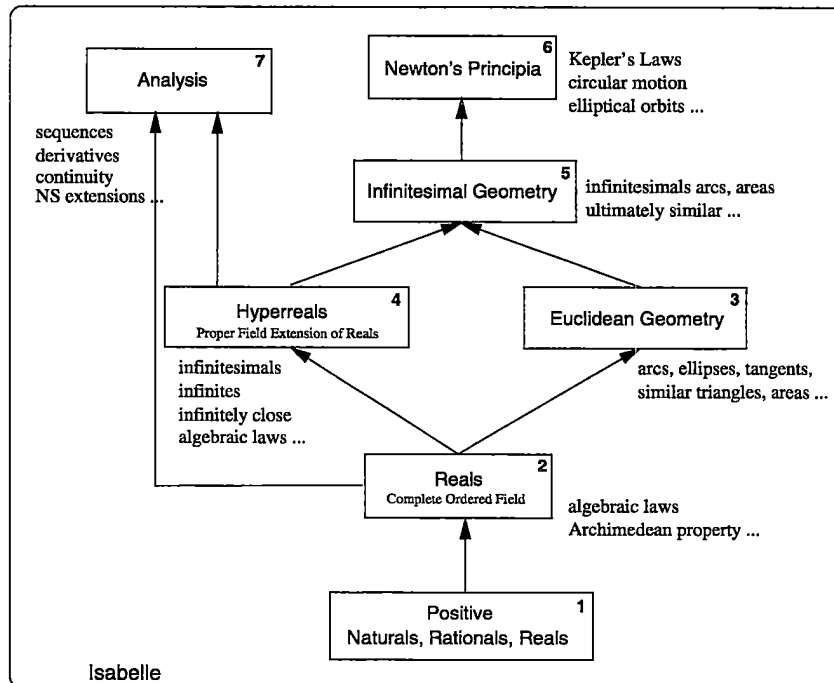 7
Analysis
sequences
derivatives
continuity
NS extensions ...
6
Newton's Principia
Kepler's Laws
circular motion
elliptical orbits ...
5
Infinitesimal Geometry
infinitesimals arcs, areas
ultimately similar ...
4
Hyperreals
Proper Field Extension of Reals
infinitesimals
infinites
infinitely close
algebraic laws ...
3
Euclidean Geometry
arcs, ellipses, tangents,
similar triangles, areas ...
2
Reals
Complete Ordered Field
algebraic laws
Archimedean property ...
1
Positive
Naturals, Rationals, Reals
Isabelle